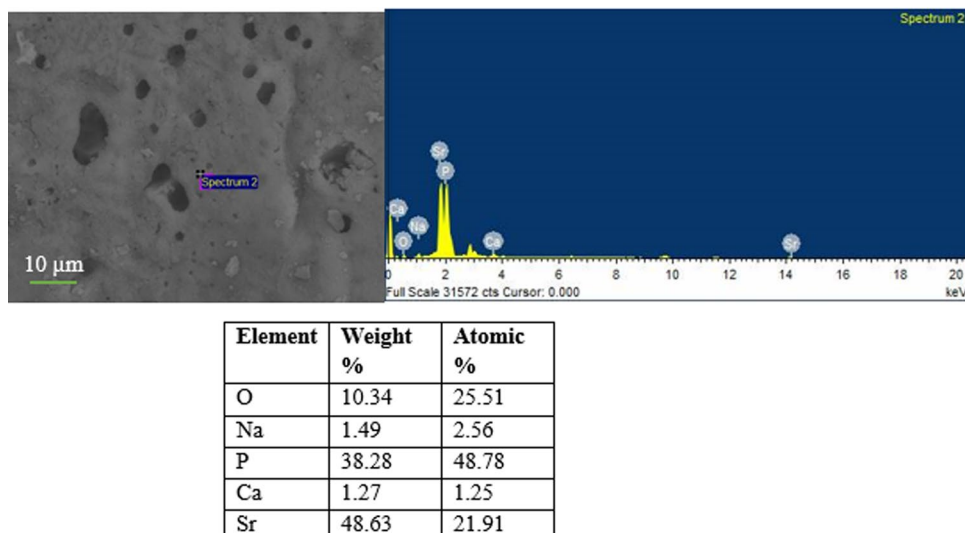 Spectrum 2
Spectrum 2
10 μm
Sr
P
Ca
Na
O
Ca
Sr
0 2 4 6 8 10 12 14 16 18 20
Full Scale 31572 cts Cursor: 0.000 keV
Element Weight % Atomic %
O 10.34 25.51
Na 1.49 2.56
P 38.28 48.78
Ca 1.27 1.25
Sr 48.63 21.91